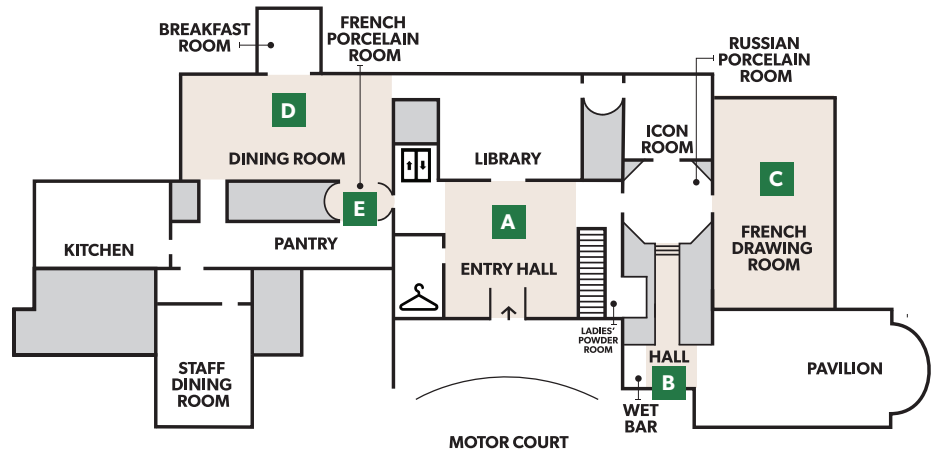 BREAKFAST
ROOM
FRENCH
PORCELAIN
ROOM
RUSSIAN
PORCELAIN
ROOM
D
DINING ROOM
LIBRARY
ICON
ROOM
C
FRENCH
DRAWING
ROOM
E
A
ENTRY HALL
KITCHEN
PANTRY
LADIES'
POWDER
ROOM
STAFF
DINING
ROOM
HALL
B
PAVILION
WET
BAR
MOTOR COURT